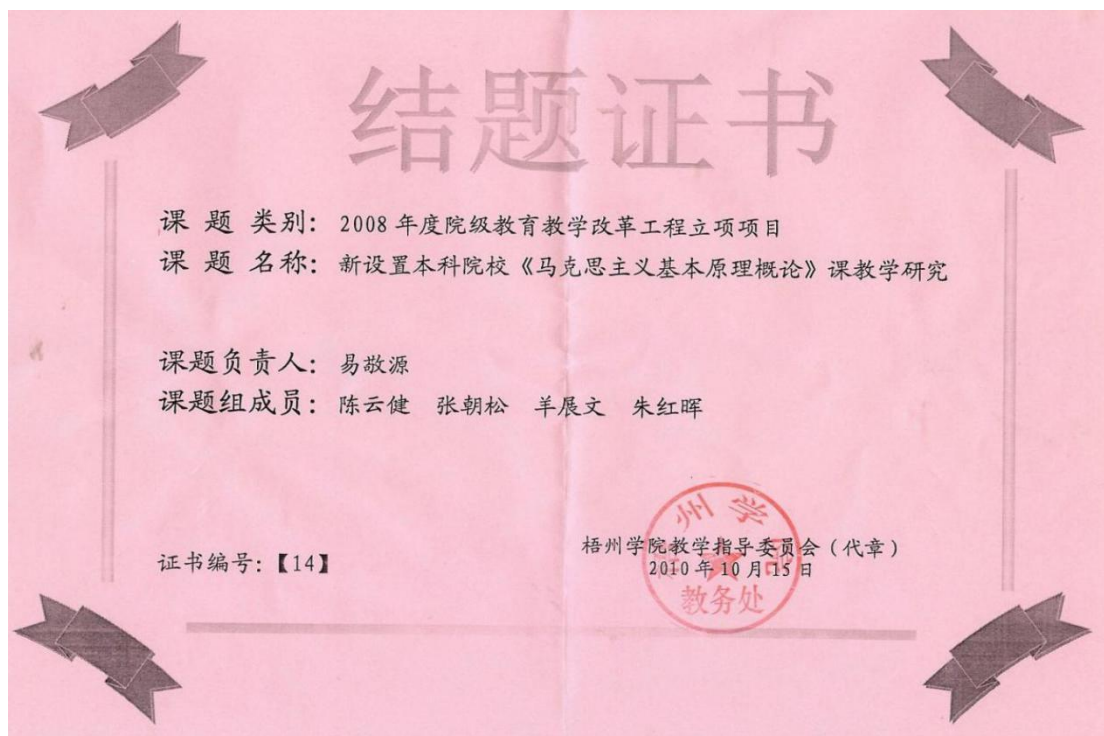 结题证书
课 题 类别： 2008 年度院级教育教学改革工程立项项目
课 题 名称： 新设置本科院校《马克思主义基本原理概论》课教学研究
课题负责人： 易敬源
课题组成员： 陈云健 张朝松 羊展文 朱红晖
梧州学院
梧州学院教学指导委员会（代章）
证书编号：【14】
2010 年 10 月 15 日
教务处